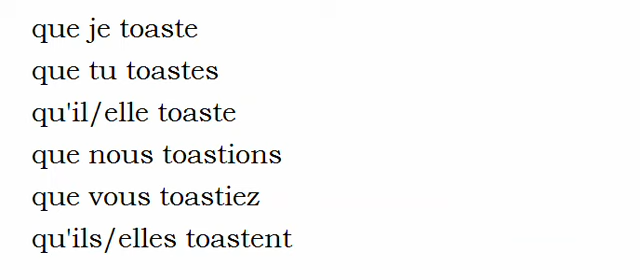 que je toaste
que tu toastes
qu'il/elle toaste
que nous toastions
que vous toastiez
qu'ils/elles toastent